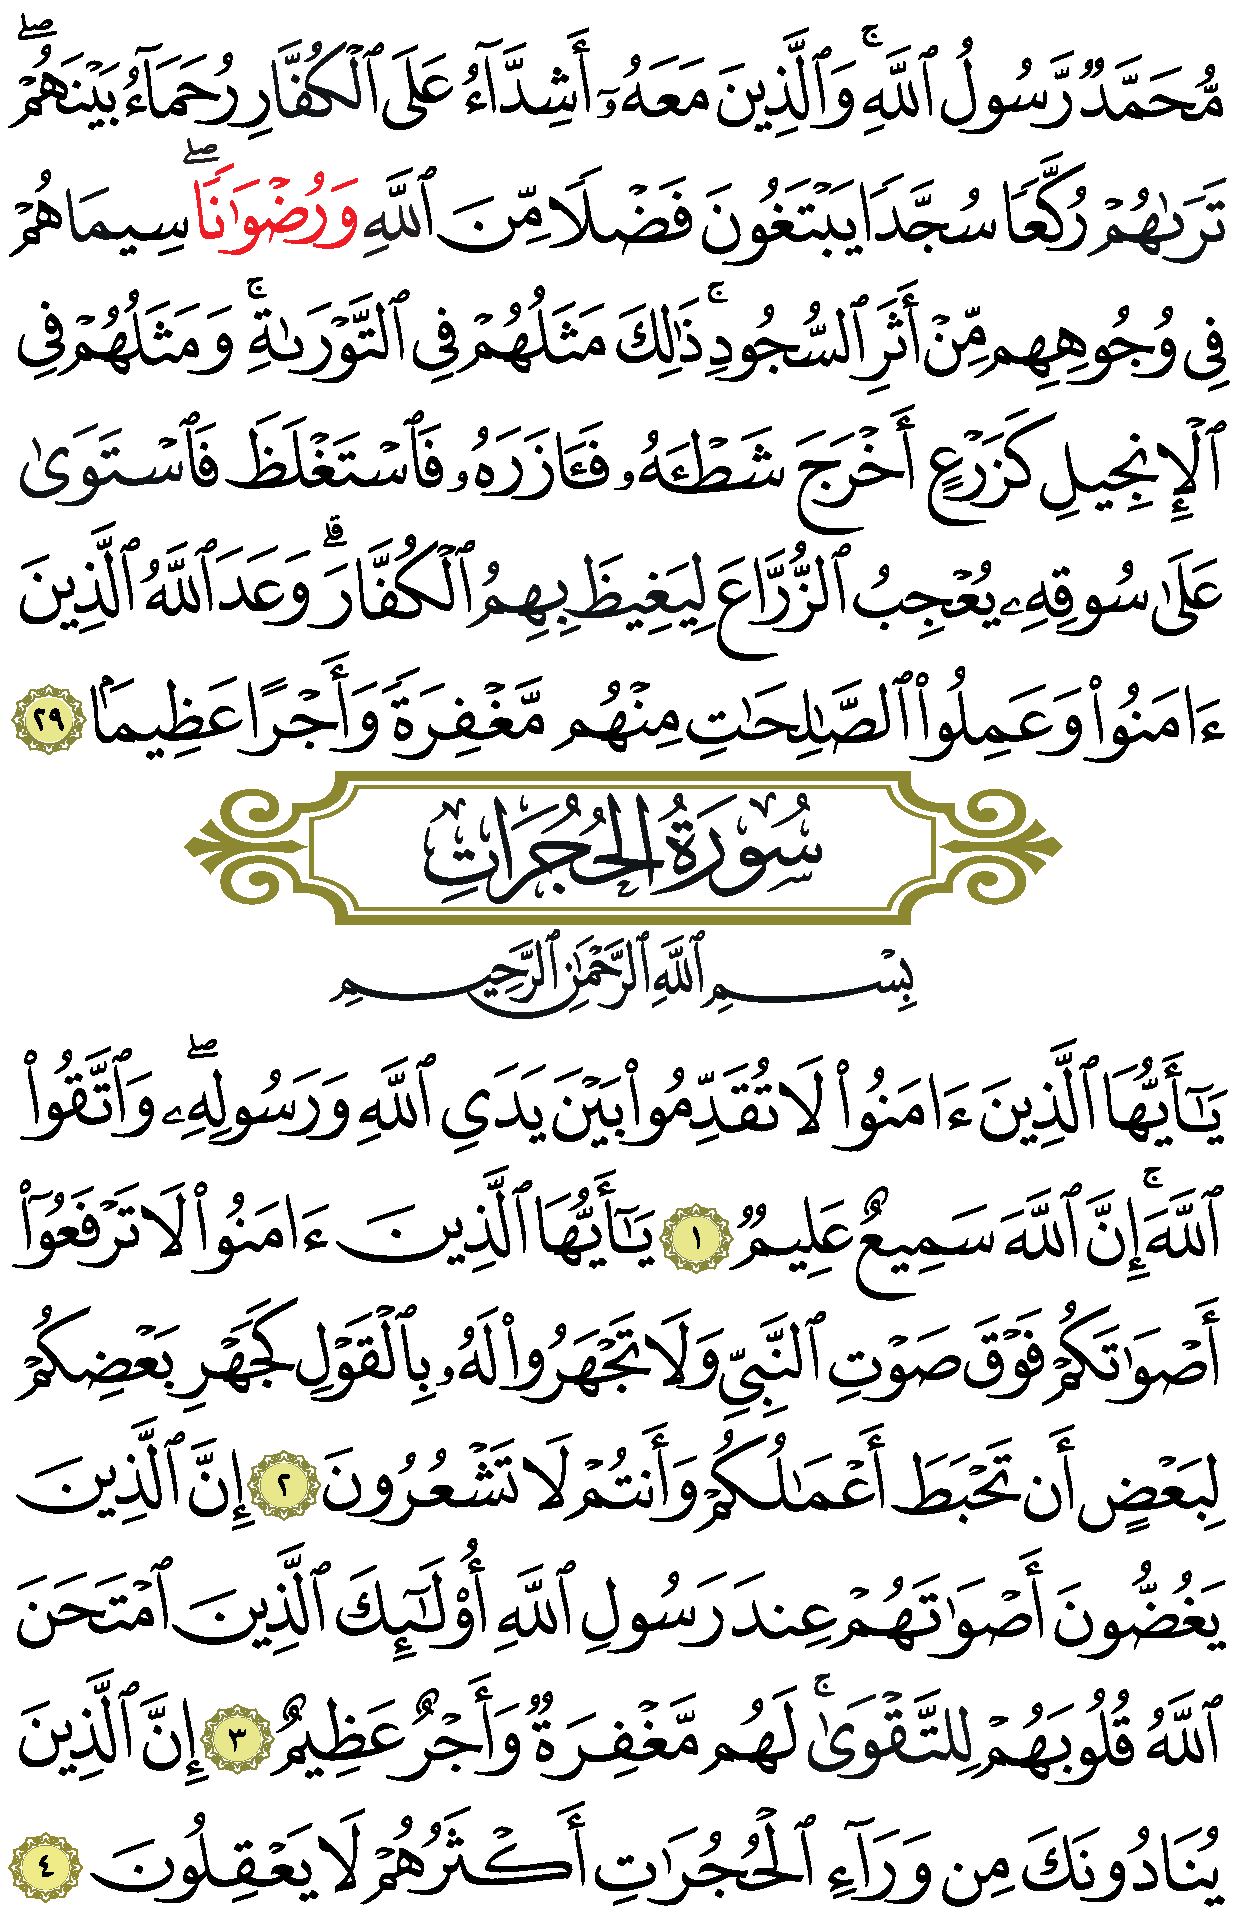 مُّحَمَّدٌ رَّسُولُ ٱللَّهِۚ وَٱلَّذِينَ مَعَهُۥٓ أَشِدَّآءُ عَلَى ٱلْكُفَّارِ رُحَمَآءُ بَيْنَهُمْۖ
تَرَىٰهُمْ رُكَّعًا سُجَّدًا يَبْتَغُونَ فَضْلًا مِّنَ ٱللَّهِ وَرُضْوَٰنًاۖ سِيمَاهُمْ
فِى وُجُوهِهِم مِّنْ أَثَرِ ٱلسُّجُودِۚ ذَٰلِكَ مَثَلُهُمْ فِى ٱلتَّوْرَىٰةِۚ وَمَثَلُهُمْ فِى
ٱلْإِنجِيلِ كَزَرْعٍ أَخْرَجَ شَطْـَٔهُۥ فَـَٔازَرَهُۥ فَٱسْتَغْلَظَ فَٱسْتَوَىٰ
عَلَىٰ سُوقِهِۦ يُعْجِبُ ٱلزُّرَّاعَ لِيَغِيظَ بِهِمُ ٱلْكُفَّارَۗ وَعَدَ ٱللَّهُ ٱلَّذِينَ
ءَامَنُوا۟ وَعَمِلُوا۟ ٱلصَّـٰلِحَـٰتِ مِنْهُم مَّغْفِرَةً وَأَجْرًا عَظِيمًۢا ٢٩
سُورَةُ الحُجُرَاتِ
بِسْمِ ٱللَّهِ ٱلرَّحْمَـٰنِ ٱلرَّحِيمِ
يَـٰٓأَيُّهَا ٱلَّذِينَ ءَامَنُوا۟ لَا تُقَدِّمُوا۟ بَيْنَ يَدَىِ ٱللَّهِ وَرَسُولِهِۦۖ وَٱتَّقُوا۟
ٱللَّهَۚ إِنَّ ٱللَّهَ سَمِيعٌ عَلِيمٌ ١ يَـٰٓأَيُّهَا ٱلَّذِينَ ءَامَنُوا۟ لَا تَرْفَعُوٓا۟
أَصْوَٰتَكُمْ فَوْقَ صَوْتِ ٱلنَّبِىِّ وَلَا تَجْهَرُوا۟ لَهُۥ بِٱلْقَوْلِ كَجَهْرِ بَعْضِكُمْ
لِبَعْضٍ أَن تَحْبَطَ أَعْمَـٰلُكُمْ وَأَنتُمْ لَا تَشْعُرُونَ ٢ إِنَّ ٱلَّذِينَ
يَغُضُّونَ أَصْوَٰتَهُمْ عِندَ رَسُولِ ٱللَّهِ أُو۟لَـٰٓئِكَ ٱلَّذِينَ ٱمْتَحَنَ
ٱللَّهُ قُلُوبَهُمْ لِلتَّقْوَىٰۚ لَهُم مَّغْفِرَةٌ وَأَجْرٌ عَظِيمٌ ٣ إِنَّ ٱلَّذِينَ
يُنَادُونَكَ مِن وَرَآءِ ٱلْحُجُرَٰتِ أَكْثَرُهُمْ لَا يَعْقِلُونَ ٤